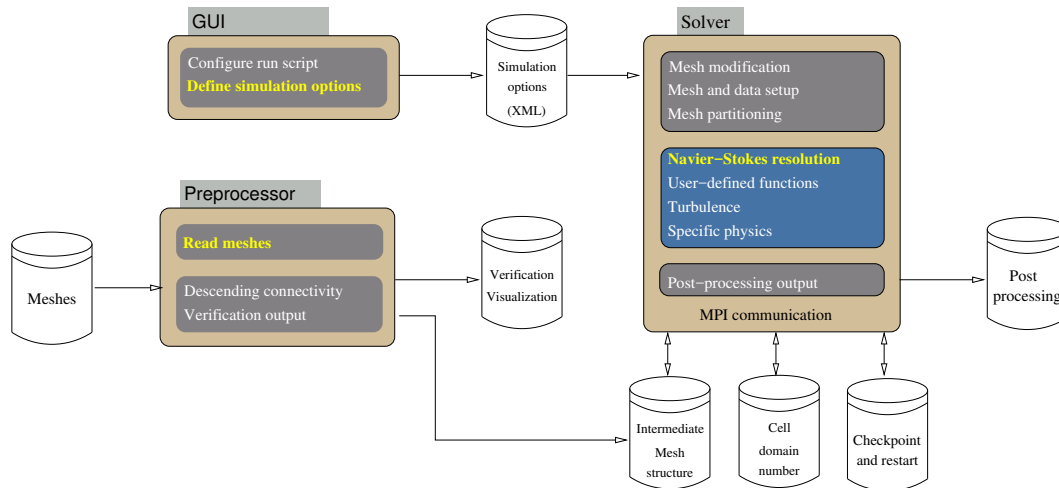 GUI
Configure run script
Define simulation options
Simulation
options
(XML)
Solver
Mesh modification
Mesh and data setup
Mesh partitioning
Navier−Stokes resolution
User−defined functions
Turbulence
Specific physics
Post−processing output
MPI communication
Preprocessor
Read meshes
Descending connectivity
Verification output
Meshes
Verification
Visualization
Post
processing
Intermediate
Mesh
structure
Cell
domain
number
Checkpoint
and restart